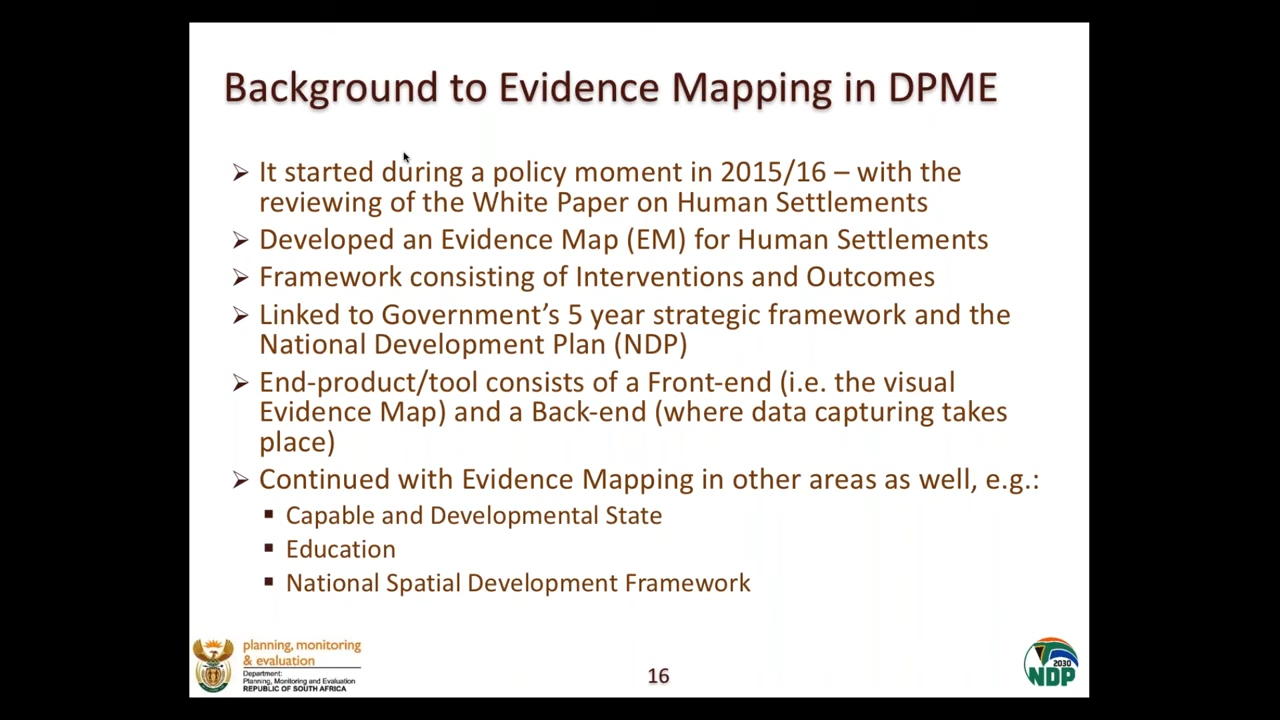 Background to Evidence Mapping in DPME
➢ It started during a policy moment in 2015/16 – with the
reviewing of the White Paper on Human Settlements
➢ Developed an Evidence Map (EM) for Human Settlements
➢ Framework consisting of Interventions and Outcomes
➢ Linked to Government’s 5 year strategic framework and the
National Development Plan (NDP)
➢ End-product/tool consists of a Front-end (i.e. the visual
Evidence Map) and a Back-end (where data capturing takes
place)
➢ Continued with Evidence Mapping in other areas as well, e.g.:
▪ Capable and Developmental State
▪ Education
▪ National Spatial Development Framework
planning, monitoring
& evaluation
Department:
Planning, Monitoring and Evaluation
REPUBLIC OF SOUTH AFRICA
16
2030
NDP